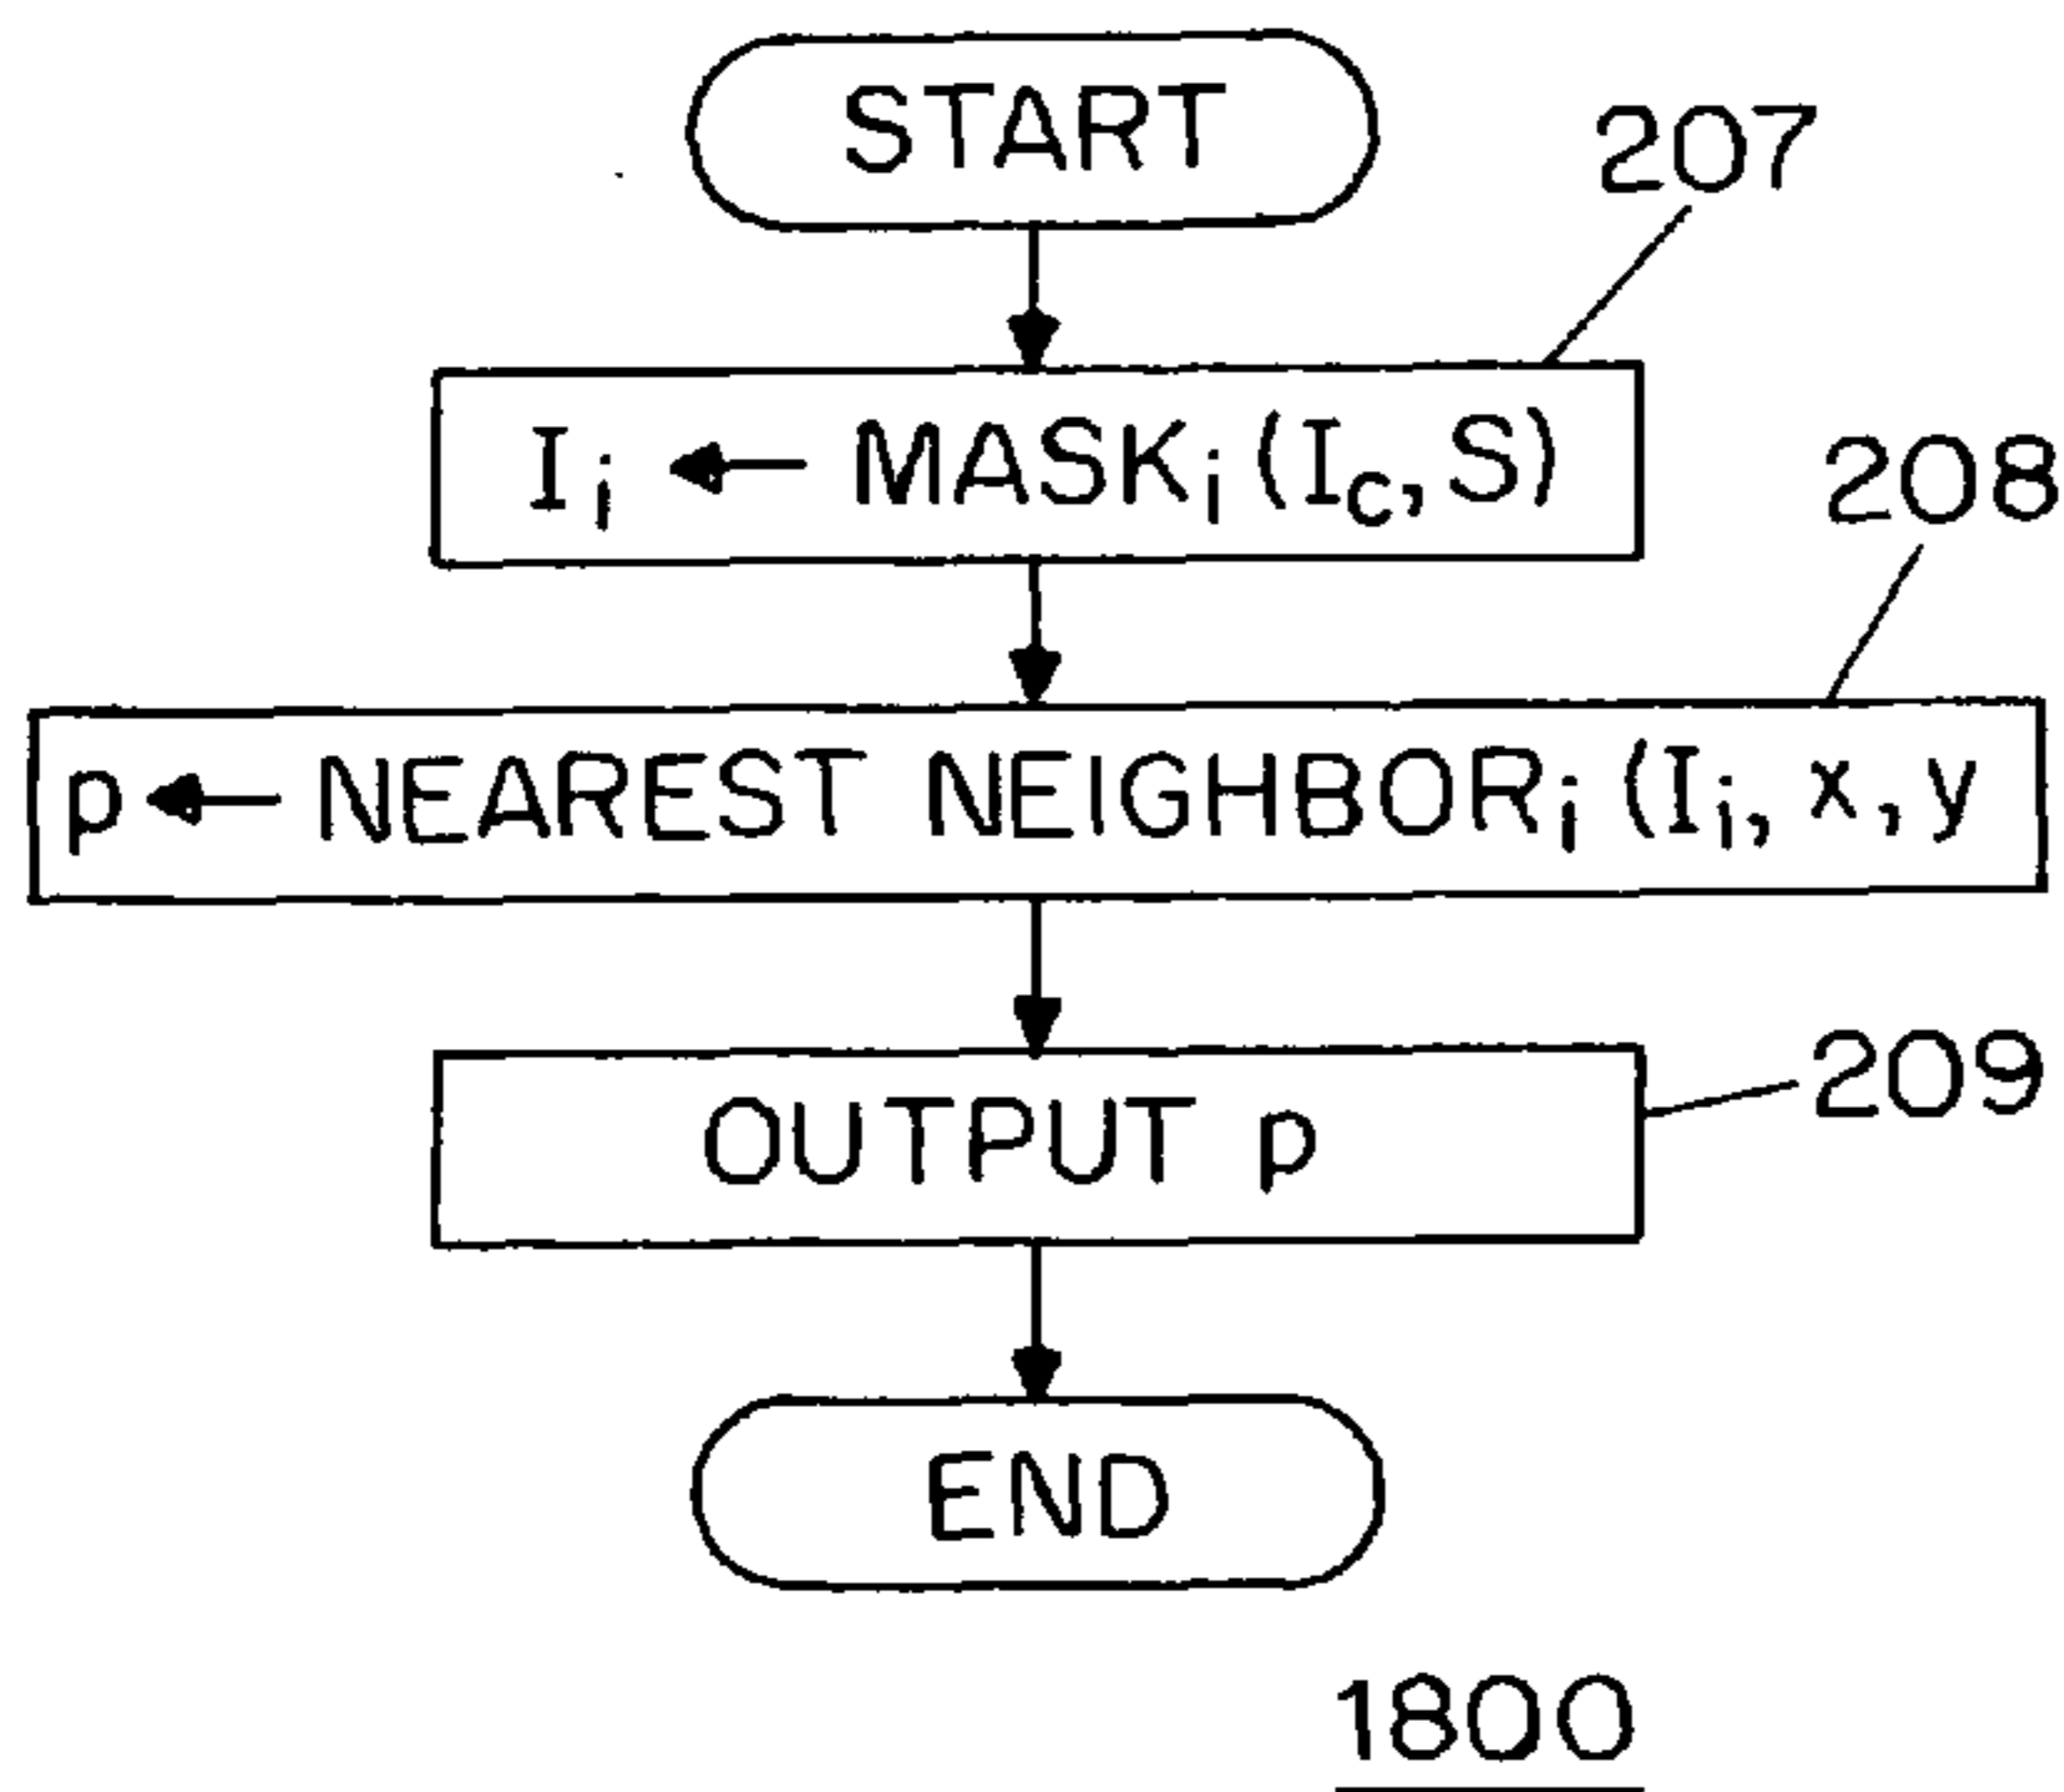 START
207
Iᵢ ← MASKᵢ (I꜀, S)
208
p ← NEAREST NEIGHBORᵢ (Iᵢ, x, y
OUTPUT p
209
END
1800